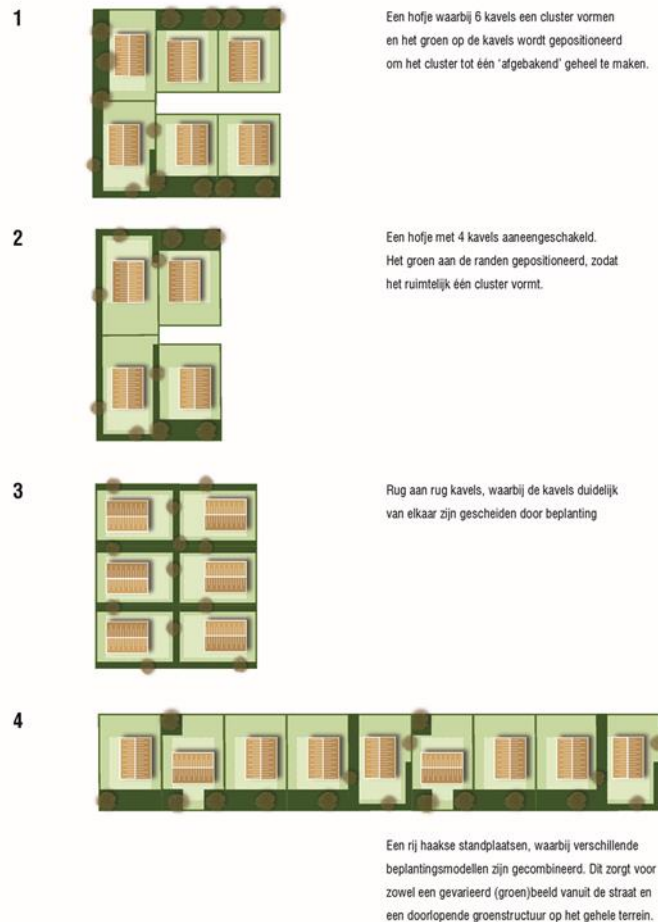 1
Een hofje waarbij 6 kavels een cluster vormen
en het groen op de kavels wordt gepositioneerd
om het cluster tot één ‘afgebakend’ geheel te maken.
2
Een hofje met 4 kavels aaneengeschakeld.
Het groen aan de randen gepositioneerd, zodat
het ruimtelijk één cluster vormt.
3
Rug aan rug kavels, waarbij de kavels duidelijk
van elkaar zijn gescheiden door beplanting
4
Een rij haakse standplaatsen, waarbij verschillende
beplantingsmodellen zijn gecombineerd. Dit zorgt voor
zowel een gevarieerd (groen)beeld vanuit de straat en
een doorlopende groenstructuur op het gehele terrein.